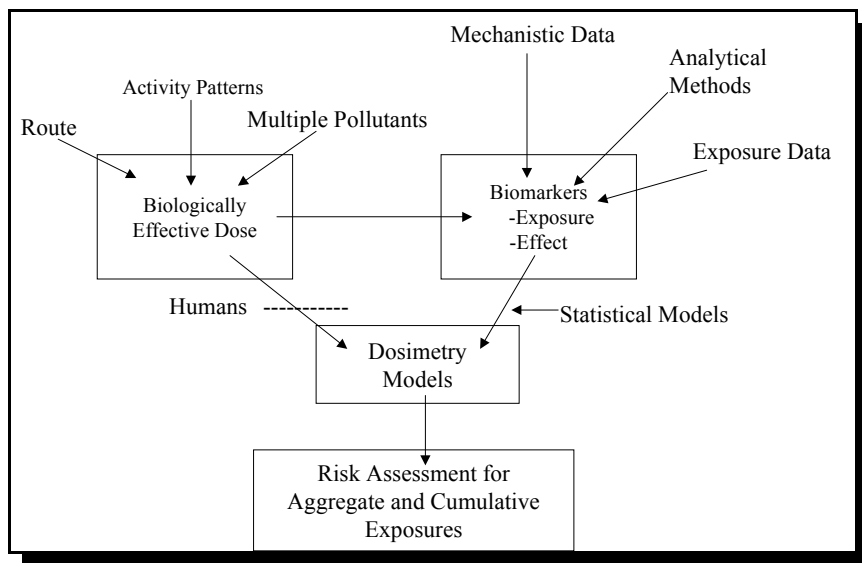 Mechanistic Data
Analytical
Methods
Activity Patterns
Multiple Pollutants
Route
Exposure Data
Biologically
Effective Dose
Biomarkers
-Exposure
-Effect
Humans
Statistical Models
Dosimetry
Models
Risk Assessment for
Aggregate and Cumulative
Exposures